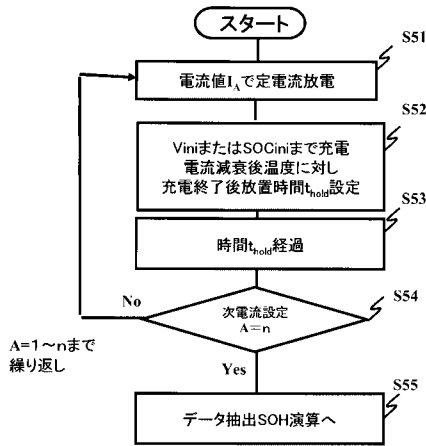 スタート
S51
電流値I_Aで定電流放電
S52
ViniまたはSOCiniまで充電
電流減衰後温度に対し
充電終了後放置時間t_hold設定
S53
時間t_hold経過
S54
No
次電流設定
A=n
A=1～nまで
繰り返し
Yes
S55
データ抽出SOH演算へ